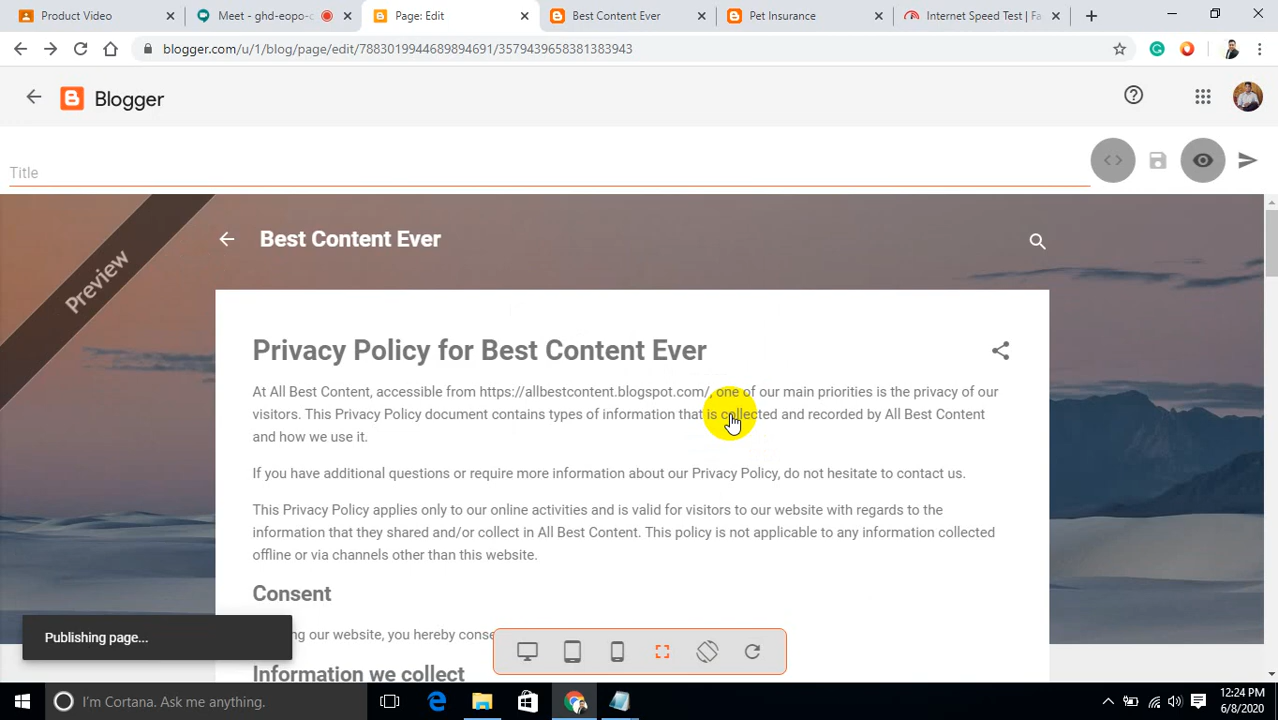 Product Video
Meet - ghd-eopo-c
Page: Edit
Best Content Ever
Pet Insurance
Internet Speed Test | Fa
blogger.com/u/1/blog/page/edit/7883019944689894691/3579439658381383943
Blogger
Title
Preview
Best Content Ever
Privacy Policy for Best Content Ever
At All Best Content, accessible from https://allbestcontent.blogspot.com/, one of our main priorities is the privacy of our
visitors. This Privacy Policy document contains types of information that is collected and recorded by All Best Content
and how we use it.
If you have additional questions or require more information about our Privacy Policy, do not hesitate to contact us.
This Privacy Policy applies only to our online activities and is valid for visitors to our website with regards to the
information that they shared and/or collect in All Best Content. This policy is not applicable to any information collected
offline or via channels other than this website.
Consent
Publishing page...
ng our website, you hereby conse
Information we collect
I'm Cortana. Ask me anything.
12:24 PM
6/8/2020